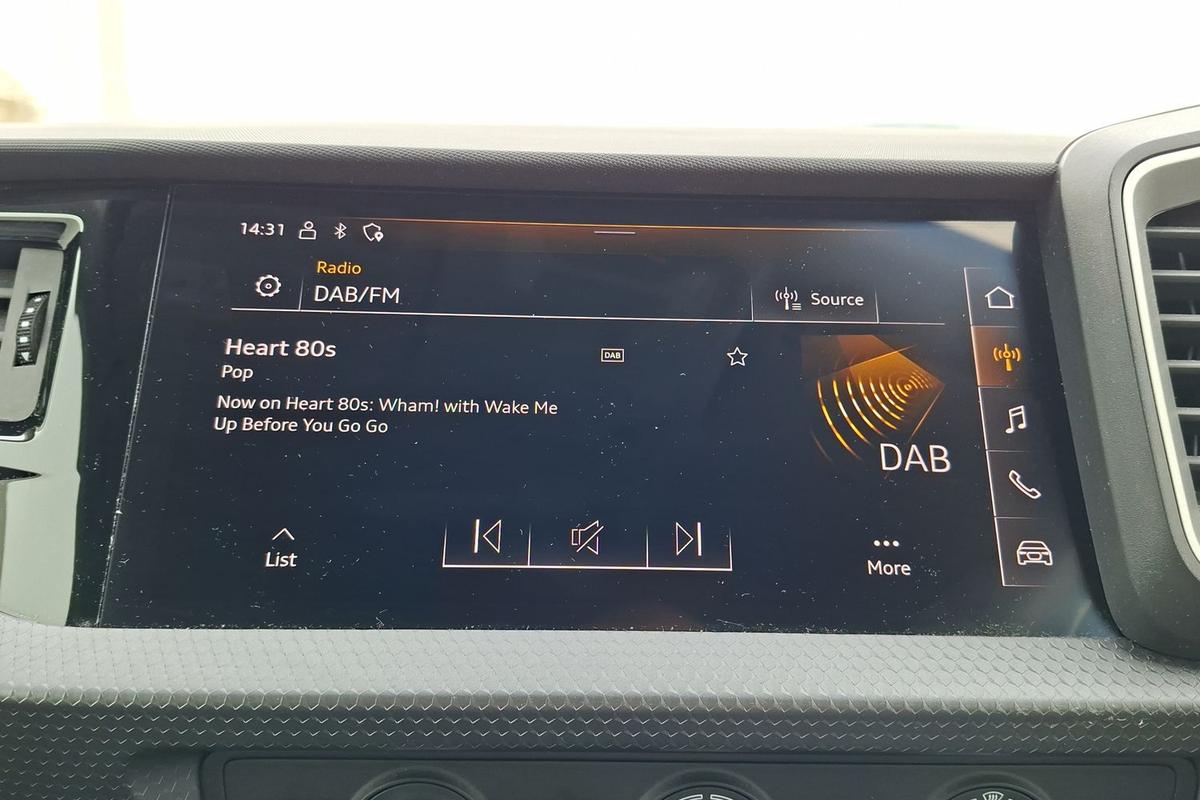 14:31
Radio
DAB/FM
Source
Heart 80s
DAB
Pop
Now on Heart 80s: Wham! with Wake Me
Up Before You Go Go
DAB
List
More